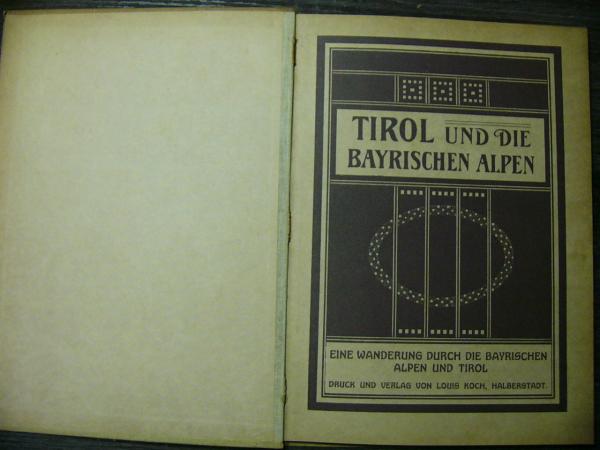 TIROL UND DIE
BAYRISCHEN ALPEN
EINE WANDERUNG DURCH DIE BAYRISCHEN
ALPEN UND TIROL
DRUCK UND VERLAG VON LOUIS KOCH, HALBERSTADT.